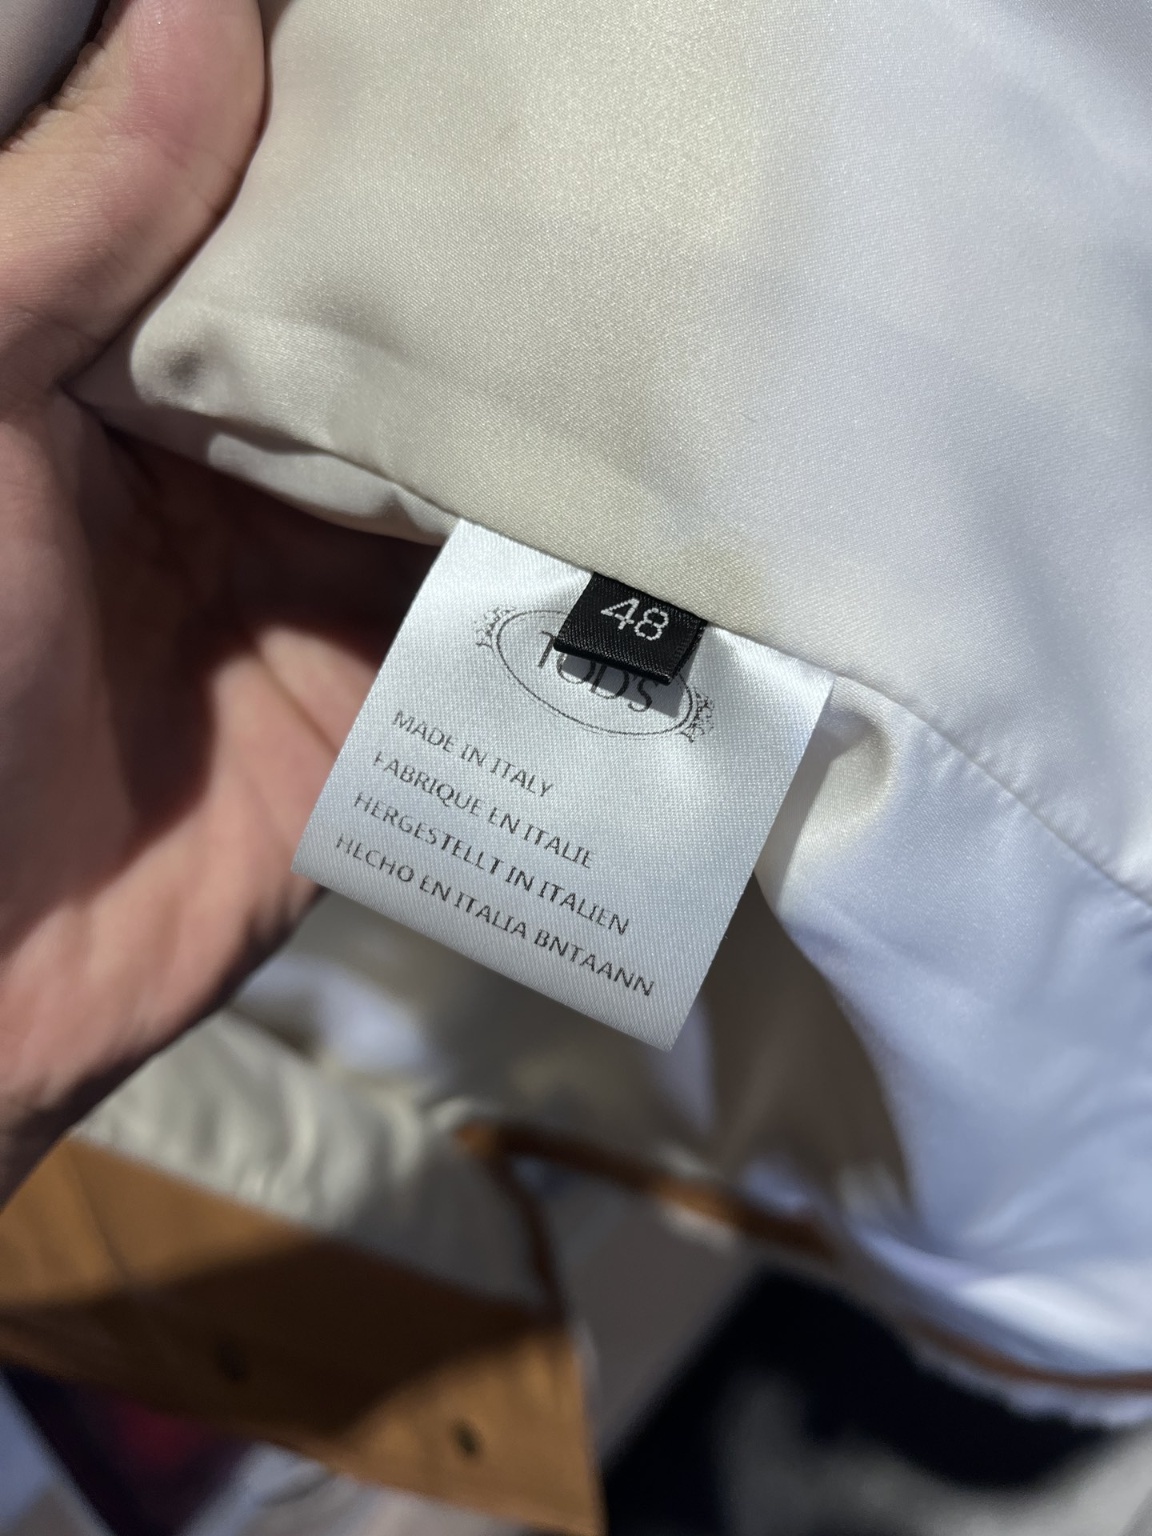 48
TOD'S
MADE IN ITALY
FABRIQUE EN ITALIE
HERGESTELLT IN ITALIEN
HECHO EN ITALIA BNTAANN